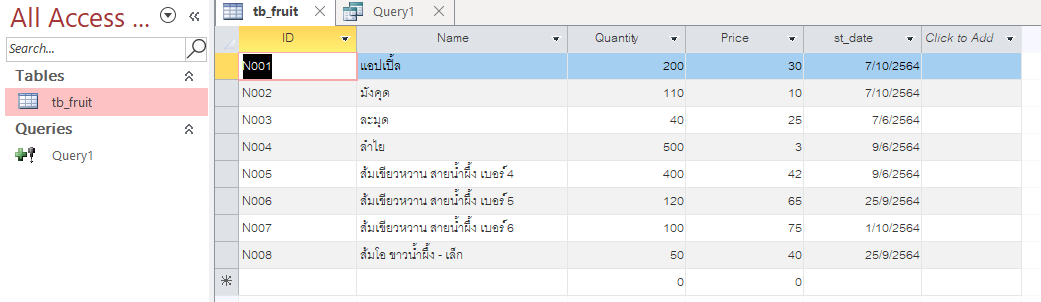 All Access ...
Search...
Tables
tb_fruit
Queries
Query1
tb_fruit Query1
ID Name Quantity Price st_date Click to Add
N001 แอปเปิ้ล 200 30 7/10/2564
N002 มังคุด 110 10 7/10/2564
N003 ละมุด 40 25 7/6/2564
N004 ลำไย 500 3 9/6/2564
N005 ส้มเขียวหวาน สายน้ำผึ้ง เบอร์ 4 400 42 9/6/2564
N006 ส้มเขียวหวาน สายน้ำผึ้ง เบอร์ 5 120 65 25/9/2564
N007 ส้มเขียวหวาน สายน้ำผึ้ง เบอร์ 6 100 75 1/10/2564
N008 ส้มโอ ขาวน้ำผึ้ง - เล็ก 50 40 25/9/2564
0 0